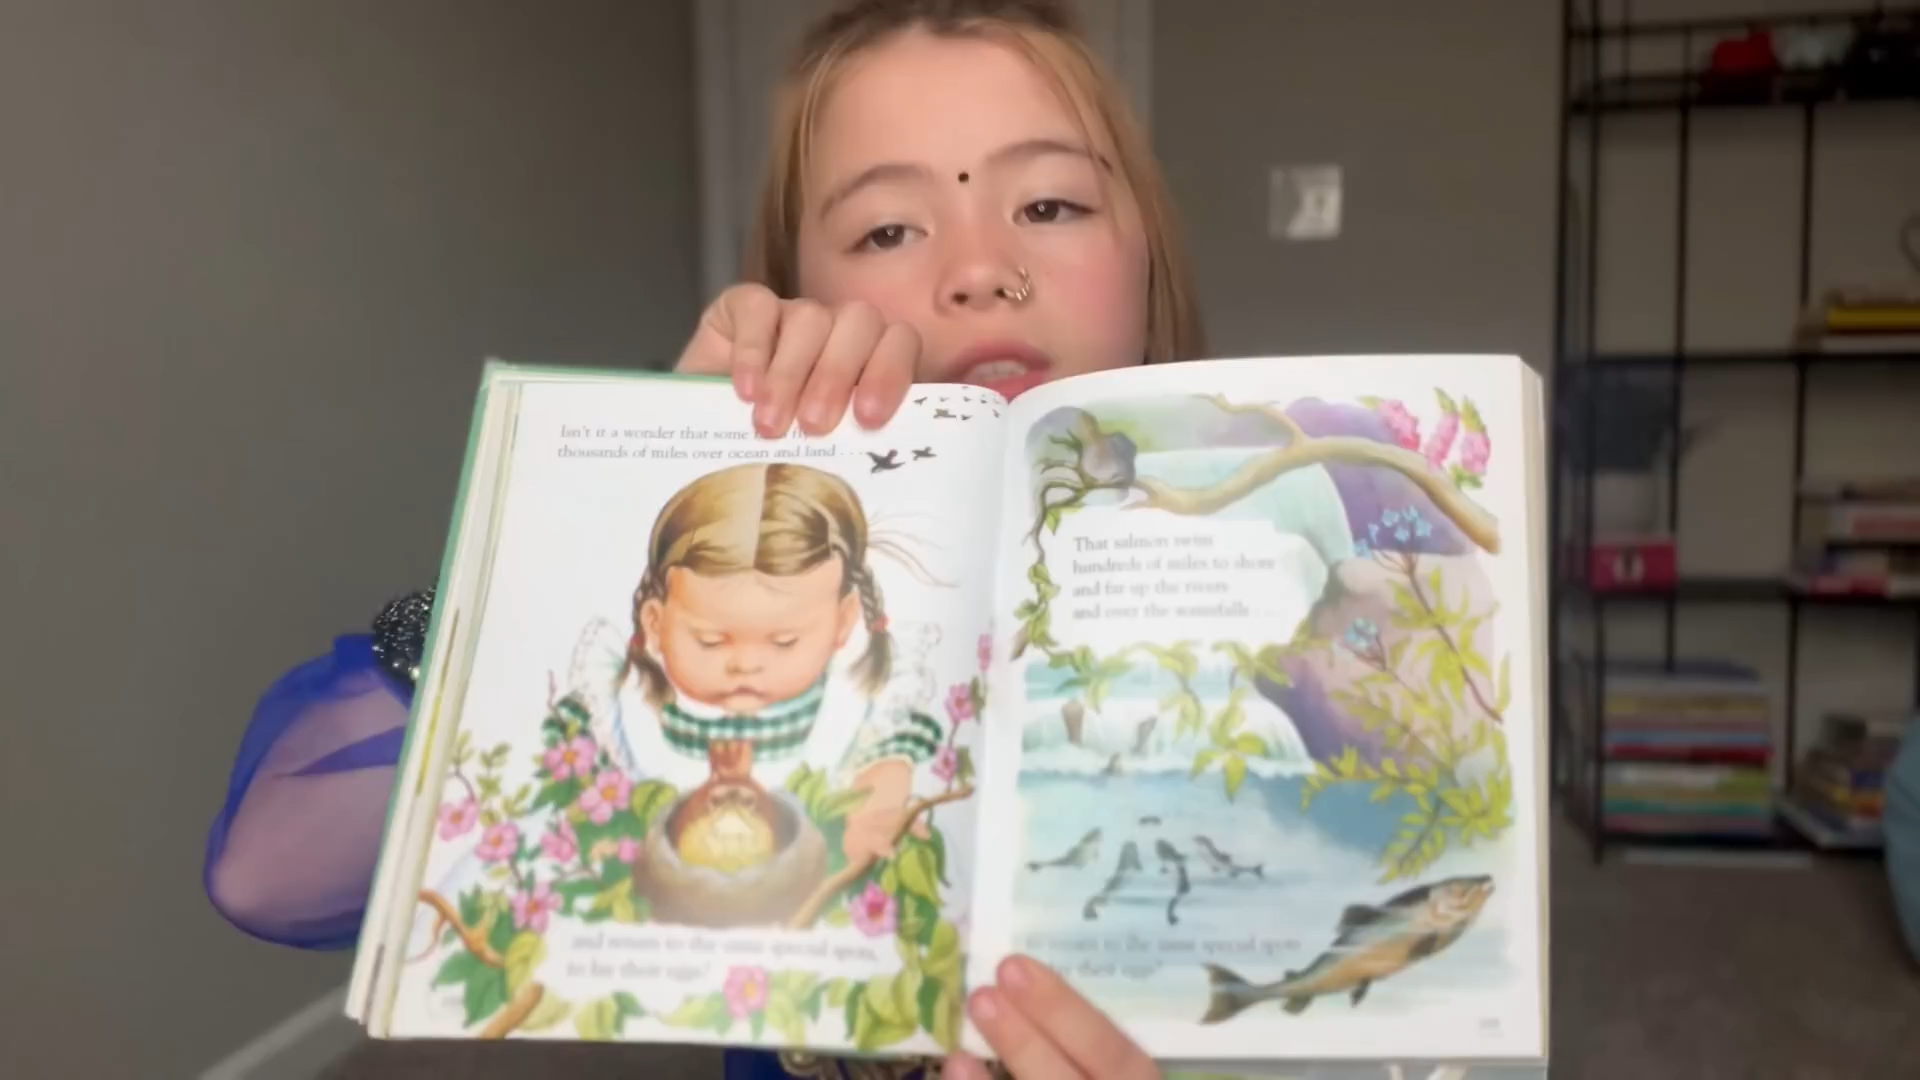 Isn't it a wonder that some
thousands of miles over ocean and land . . .
and return to the same special spots,
to lay their eggs?
That salmon swim
hundreds of miles to shore
and far up the rivers
and over the waterfalls . . .
to return to the same special spots
their eggs?